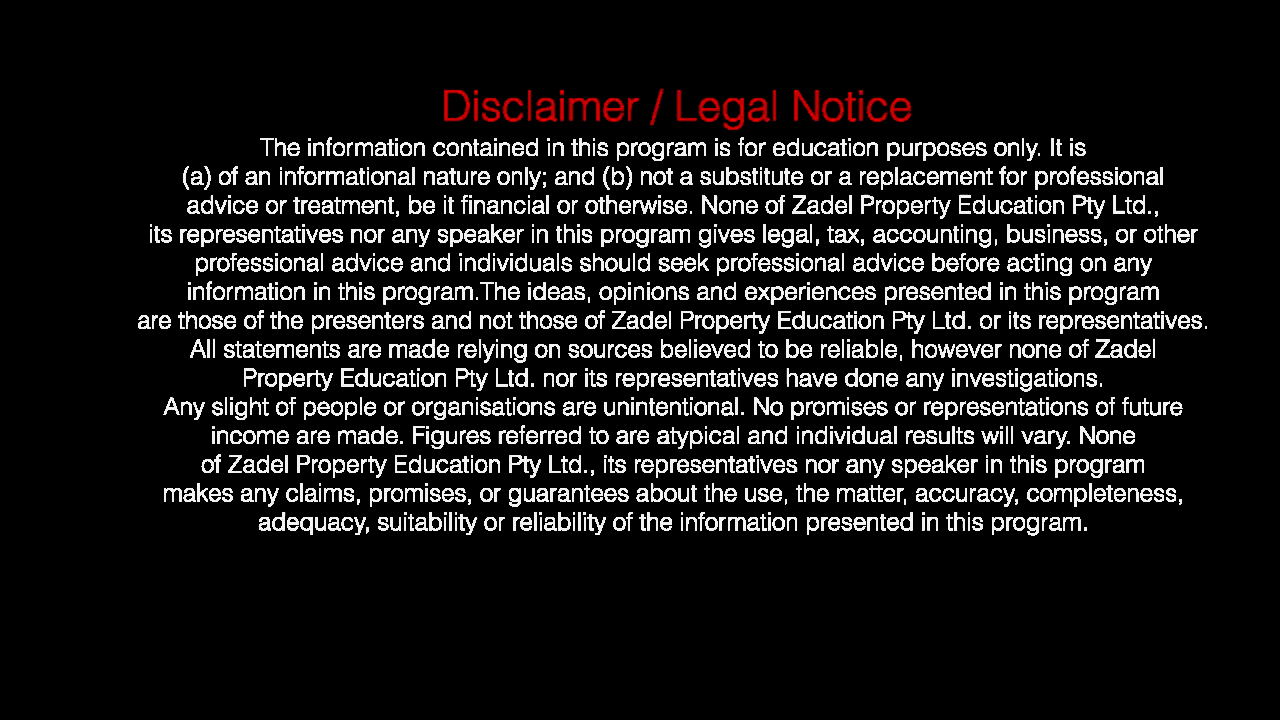 Disclaimer / Legal Notice
The information contained in this program is for education purposes only. It is
(a) of an informational nature only; and (b) not a substitute or a replacement for professional
advice or treatment, be it financial or otherwise. None of Zadel Property Education Pty Ltd.,
its representatives nor any speaker in this program gives legal, tax, accounting, business, or other
professional advice and individuals should seek professional advice before acting on any
information in this program.The ideas, opinions and experiences presented in this program
are those of the presenters and not those of Zadel Property Education Pty Ltd. or its representatives.
All statements are made relying on sources believed to be reliable, however none of Zadel
Property Education Pty Ltd. nor its representatives have done any investigations.
Any slight of people or organisations are unintentional. No promises or representations of future
income are made. Figures referred to are atypical and individual results will vary. None
of Zadel Property Education Pty Ltd., its representatives nor any speaker in this program
makes any claims, promises, or guarantees about the use, the matter, accuracy, completeness,
adequacy, suitability or reliability of the information presented in this program.